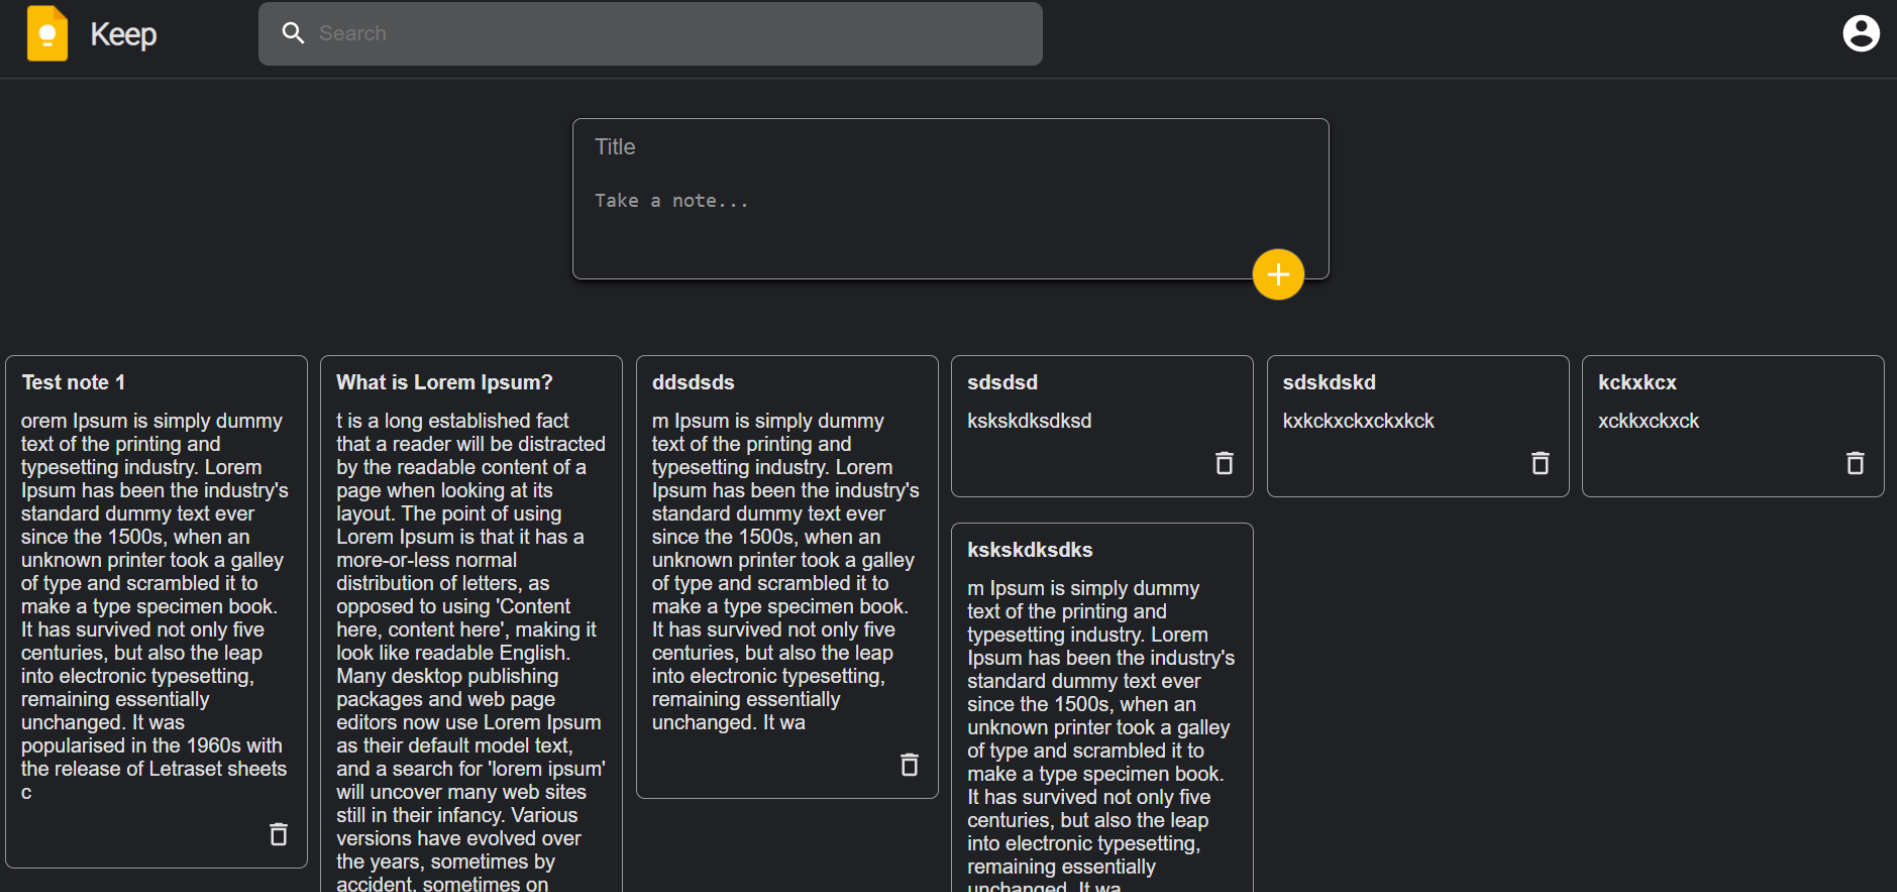 Keep
Search
Title
Take a note...
Test note 1
orem Ipsum is simply dummy
text of the printing and
typesetting industry. Lorem
Ipsum has been the industry's
standard dummy text ever
since the 1500s, when an
unknown printer took a galley
of type and scrambled it to
make a type specimen book.
It has survived not only five
centuries, but also the leap
into electronic typesetting,
remaining essentially
unchanged. It was
popularised in the 1960s with
the release of Letraset sheets
c
What is Lorem Ipsum?
t is a long established fact
that a reader will be distracted
by the readable content of a
page when looking at its
layout. The point of using
Lorem Ipsum is that it has a
more-or-less normal
distribution of letters, as
opposed to using 'Content
here, content here', making it
look like readable English.
Many desktop publishing
packages and web page
editors now use Lorem Ipsum
as their default model text,
and a search for 'lorem ipsum'
will uncover many web sites
still in their infancy. Various
versions have evolved over
the years, sometimes by
accident, sometimes on
ddsdsds
m Ipsum is simply dummy
text of the printing and
typesetting industry. Lorem
Ipsum has been the industry's
standard dummy text ever
since the 1500s, when an
unknown printer took a galley
of type and scrambled it to
make a type specimen book.
It has survived not only five
centuries, but also the leap
into electronic typesetting,
remaining essentially
unchanged. It wa
sdsdsd
kskskdksdksd
kskskdksdks
m Ipsum is simply dummy
text of the printing and
typesetting industry. Lorem
Ipsum has been the industry's
standard dummy text ever
since the 1500s, when an
unknown printer took a galley
of type and scrambled it to
make a type specimen book.
It has survived not only five
centuries, but also the leap
into electronic typesetting,
remaining essentially
unchanged. It wa
sdskdskd
kxkckxckxckxkck
kckxkcx
xckkxckxck